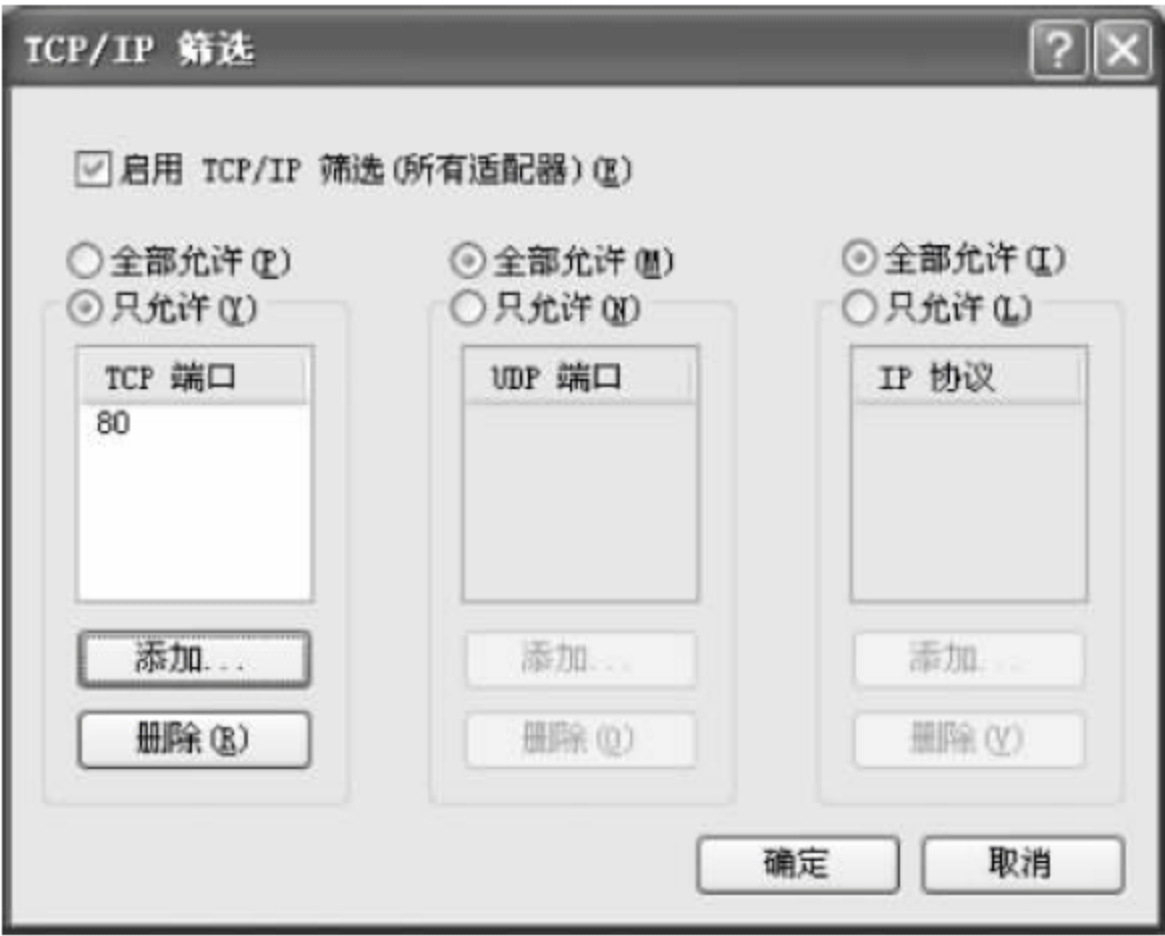 TCP/IP 筛选
启用 TCP/IP 筛选(所有适配器)(E)
全部允许(P) 全部允许(M) 全部允许(I)
只允许(Y) 只允许(N) 只允许(L)
TCP 端口 UDP 端口 IP 协议
80
添加... 添加... 添加...
删除(R) 删除(O) 删除(V)
确定 取消